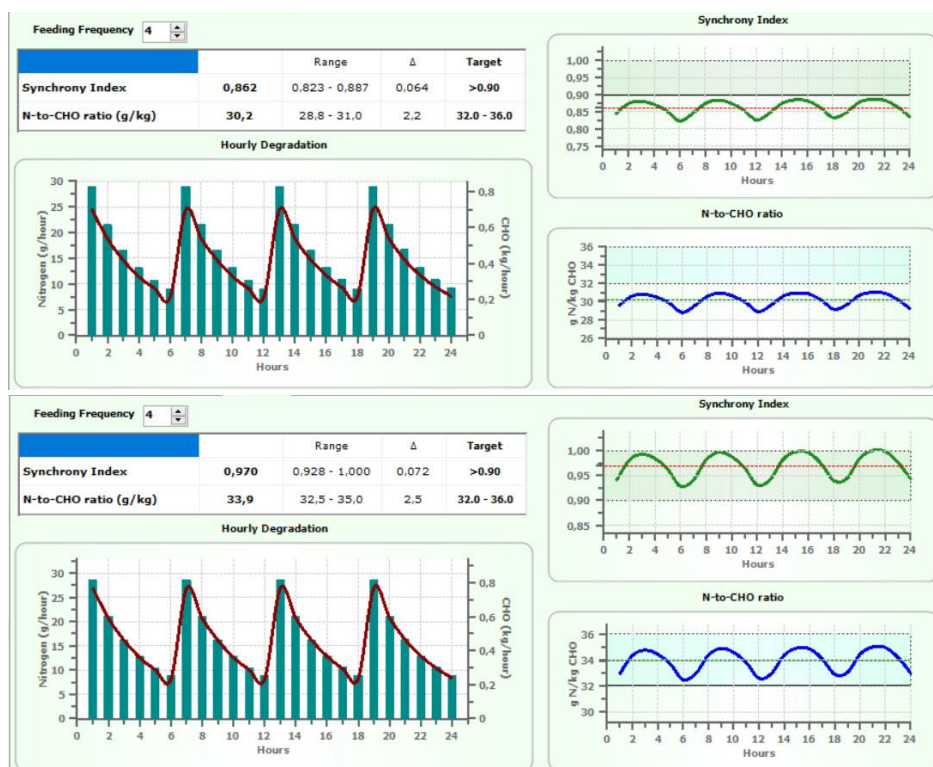 Feeding Frequency 4
Range Δ Target
Synchrony Index 0,862 0,823 - 0,887 0,064 >0.90
N-to-CHO ratio (g/kg) 30,2 28,8 - 31,0 2,2 32.0 - 36.0
Hourly Degradation
30
25
20
15
10
5
0
Nitrogen (g/hour)
0,8
0,6
0,4
0,2
0
CHO (kg/hour)
0 2 4 6 8 10 12 14 16 18 20 22 24
Hours
Synchrony Index
1,00
0,95
0,90
0,85
0,80
0,75
0 2 4 6 8 10 12 14 16 18 20 22 24
Hours
N-to-CHO ratio
36
34
32
30
28
26
g N/kg CHO
0 2 4 6 8 10 12 14 16 18 20 22 24
Hours
Feeding Frequency 4
Range Δ Target
Synchrony Index 0,970 0,928 - 1,000 0,072 >0.90
N-to-CHO ratio (g/kg) 33,9 32,5 - 35,0 2,5 32.0 - 36.0
Hourly Degradation
30
25
20
15
10
5
0
Nitrogen (g/hour)
0,8
0,6
0,4
0,2
0
CHO (kg/hour)
0 2 4 6 8 10 12 14 16 18 20 22 24
Hours
Synchrony Index
1,00
0,95
0,90
0,85
0 2 4 6 8 10 12 14 16 18 20 22 24
Hours
N-to-CHO ratio
36
34
32
30
g N/kg CHO
0 2 4 6 8 10 12 14 16 18 20 22 24
Hours